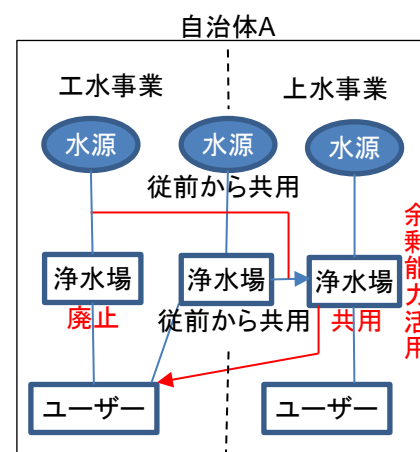 自治体A
工水事業
上水事業
水源
水源
水源
従前から共用
余剰能力活用
浄水場
浄水場
浄水場
廃止
従前から共用
共用
ユーザー
ユーザー